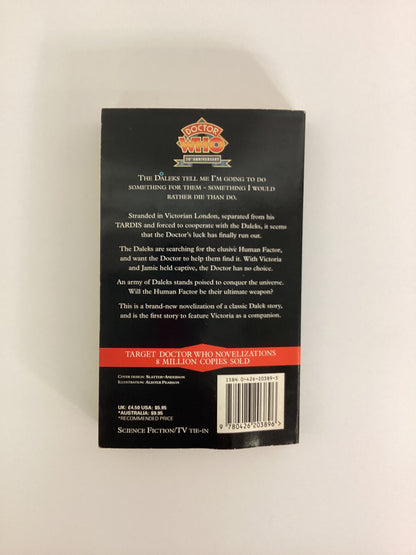 DOCTOR
WHO
30TH ANNIVERSARY
THE DALEKS TELL ME I'M GOING TO DO
SOMETHING FOR THEM – SOMETHING I WOULD
RATHER DIE THAN DO.
Stranded in Victorian London, separated from his
TARDIS and forced to cooperate with the Daleks, it seems
that the Doctor's luck has finally run out.
The Daleks are searching for the elusive Human Factor,
and want the Doctor to help them find it. With Victoria
and Jamie held captive, the Doctor has no choice.
An army of Daleks stands poised to conquer the universe.
Will the Human Factor be their ultimate weapon?
This is a brand-new novelization of a classic Dalek story,
and is the first story to feature Victoria as a companion.
TARGET DOCTOR WHO NOVELIZATIONS
8 MILLION COPIES SOLD
COVER DESIGN: SLATTER-ANDERSON
ILLUSTRATION: ALISTER PEARSON
ISBN 0-426-20389-5
UK: £4.50 USA: $5.95
*AUSTRALIA: $9.95
*RECOMMENDED PRICE
9 780426 203896 >
SCIENCE FICTION/TV TIE-IN